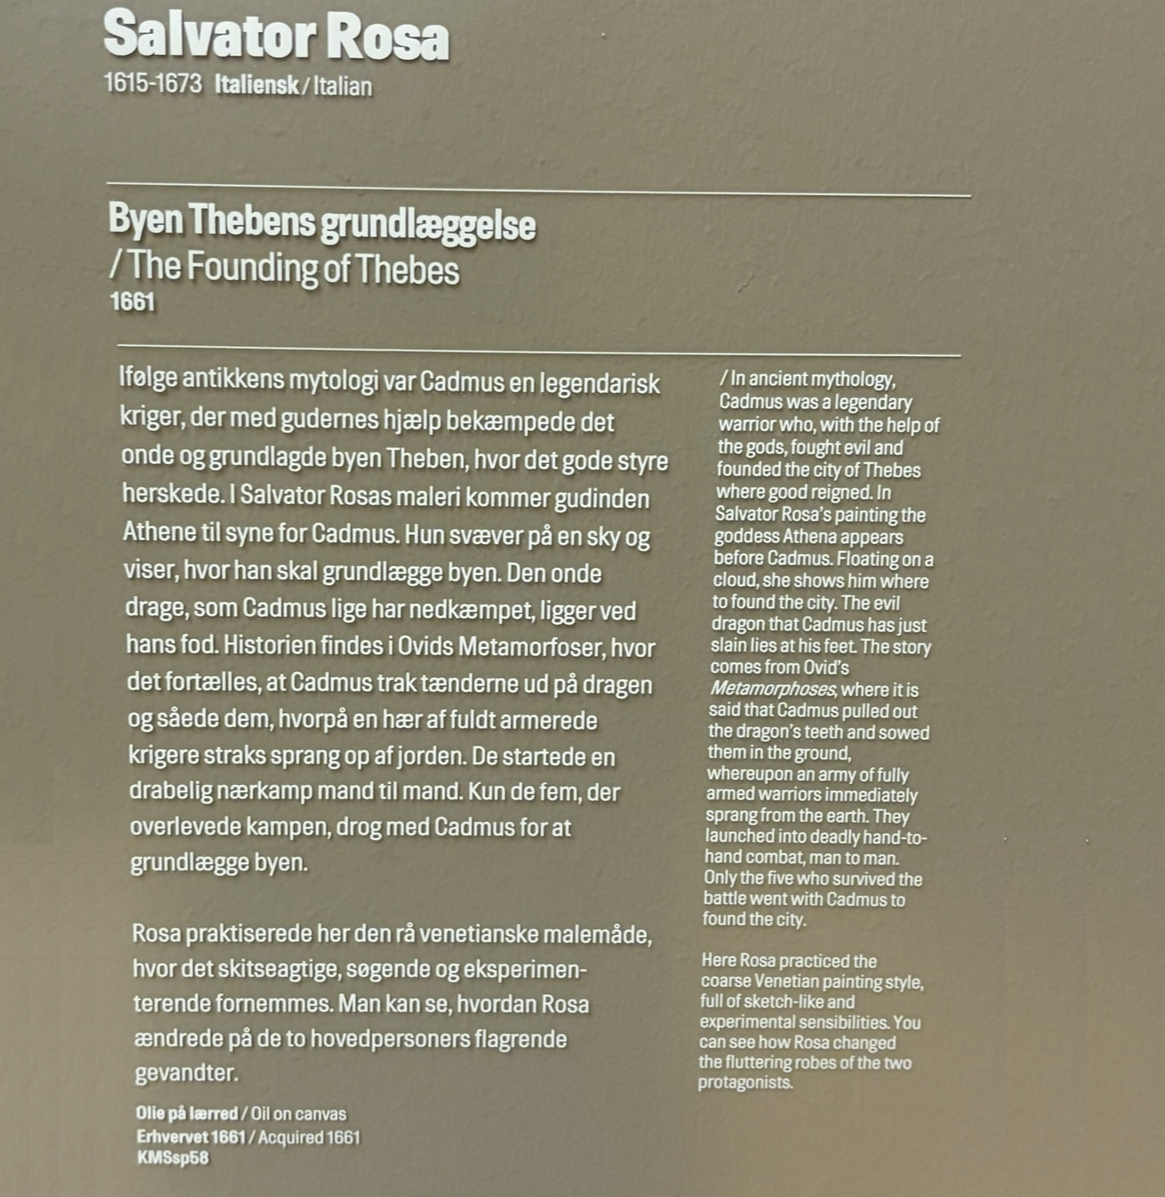 Salvator Rosa
1615-1673 Italiensk / Italian
Byen Thebens grundlæggelse
/ The Founding of Thebes
1661
Ifølge antikkens mytologi var Cadmus en legendarisk
kriger, der med gudernes hjælp bekæmpede det
onde og grundlagde byen Theben, hvor det gode styre
herskede. I Salvator Rosas maleri kommer gudinden
Athene til syne for Cadmus. Hun svæver på en sky og
viser, hvor han skal grundlægge byen. Den onde
drage, som Cadmus lige har nedkæmpet, ligger ved
hans fod. Historien findes i Ovids Metamorfoser, hvor
det fortælles, at Cadmus trak tænderne ud på dragen
og såede dem, hvorpå en hær af fuldt armerede
krigere straks sprang op af jorden. De startede en
drabelig nærkamp mand til mand. Kun de fem, der
overlevede kampen, drog med Cadmus for at
grundlægge byen.
Rosa praktiserede her den rå venetianske malemåde,
hvor det skitseagtige, søgende og eksperimen-
terende fornemmes. Man kan se, hvordan Rosa
ændrede på de to hovedpersoners flagrende
gevandter.
Olie på lærred / Oil on canvas
Erhvervet 1661 / Acquired 1661
KMSsp58
/ In ancient mythology,
Cadmus was a legendary
warrior who, with the help of
the gods, fought evil and
founded the city of Thebes
where good reigned. In
Salvator Rosa's painting the
goddess Athena appears
before Cadmus. Floating on a
cloud, she shows him where
to found the city. The evil
dragon that Cadmus has just
slain lies at his feet. The story
comes from Ovid's
Metamorphoses, where it is
said that Cadmus pulled out
the dragon's teeth and sowed
them in the ground,
whereupon an army of fully
armed warriors immediately
sprang from the earth. They
launched into deadly hand-to-
hand combat, man to man.
Only the five who survived the
battle went with Cadmus to
found the city.
Here Rosa practiced the
coarse Venetian painting style,
full of sketch-like and
experimental sensibilities. You
can see how Rosa changed
the fluttering robes of the two
protagonists.